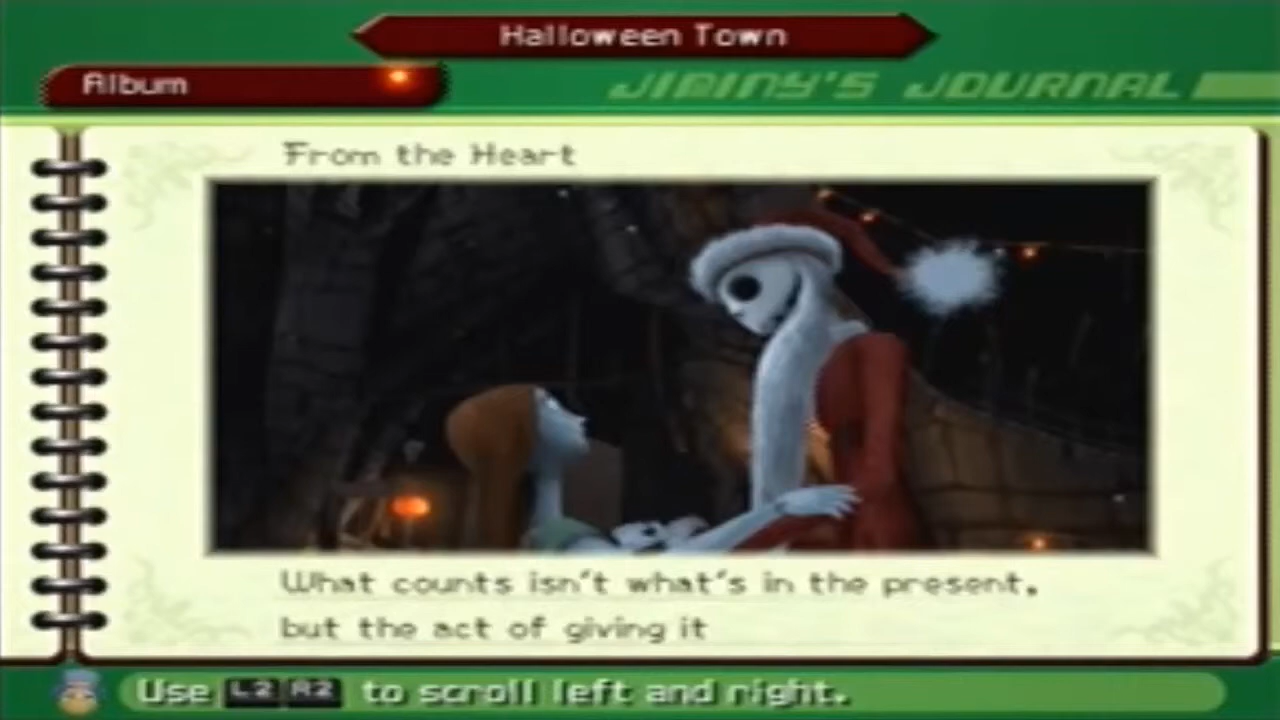 Halloween Town
Album
JIMINY'S JOURNAL
From the Heart
What counts isn't what's in the present,
but the act of giving it
Use L2 R2 to scroll left and right.